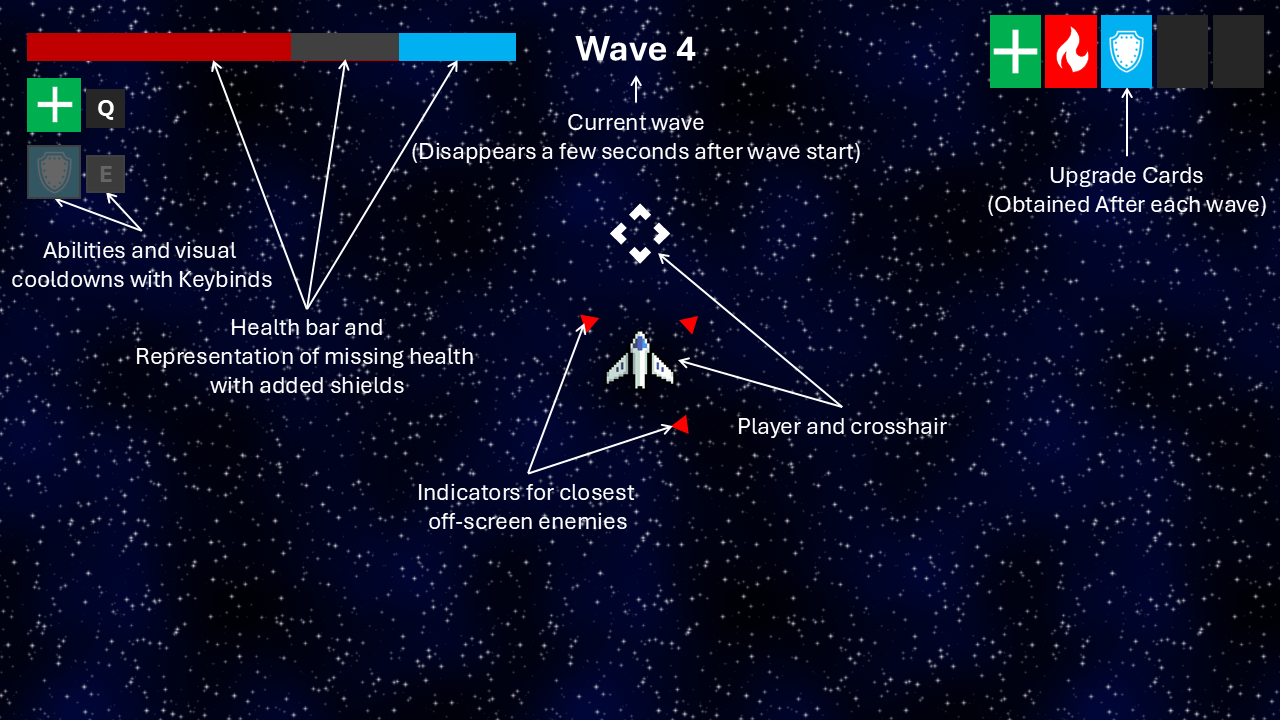 Wave 4
Q
E
Current wave
(Disappears a few seconds after wave start)
Upgrade Cards
(Obtained After each wave)
Abilities and visual
cooldowns with Keybinds
Health bar and
Representation of missing health
with added shields
Player and crosshair
Indicators for closest
off-screen enemies